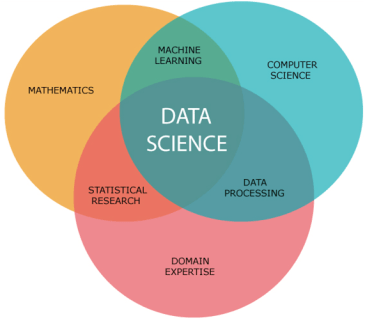 MACHINE
LEARNING
COMPUTER
SCIENCE
MATHEMATICS
DATA
SCIENCE
STATISTICAL
RESEARCH
DATA
PROCESSING
DOMAIN
EXPERTISE